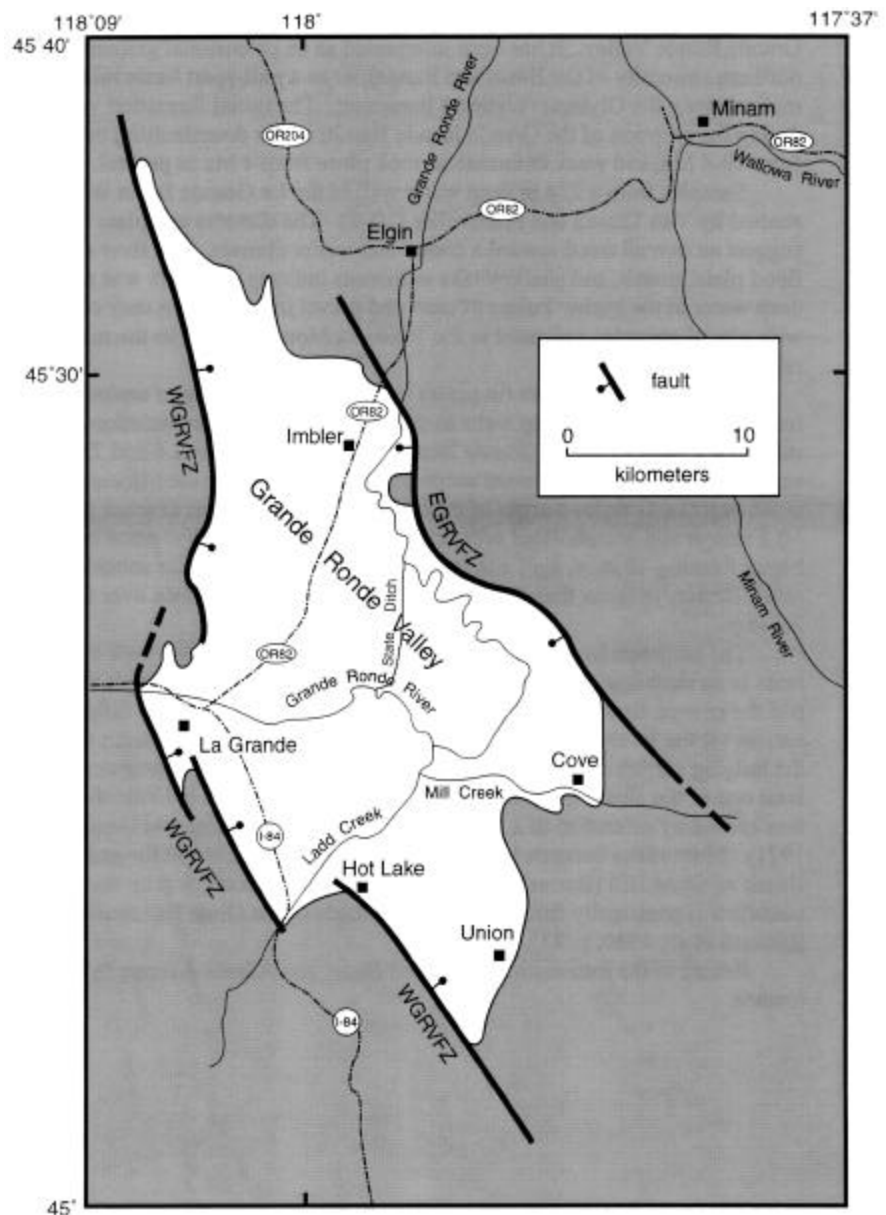 118°09'
118°
117°37'
45°40'
Minam
OR82
OR204
Grande Ronde River
Wallowa River
OR82
Elgin
45°30'
fault
0 10
kilometers
WGRVFZ
OR82
Imbler
Grande Ronde Valley
EGRVFZ
State Ditch
Minam River
OR82
Grande Ronde River
La Grande
Cove
Mill Creek
I-84
Ladd Creek
WGRVFZ
Hot Lake
Union
WGRVFZ
I-84
45°